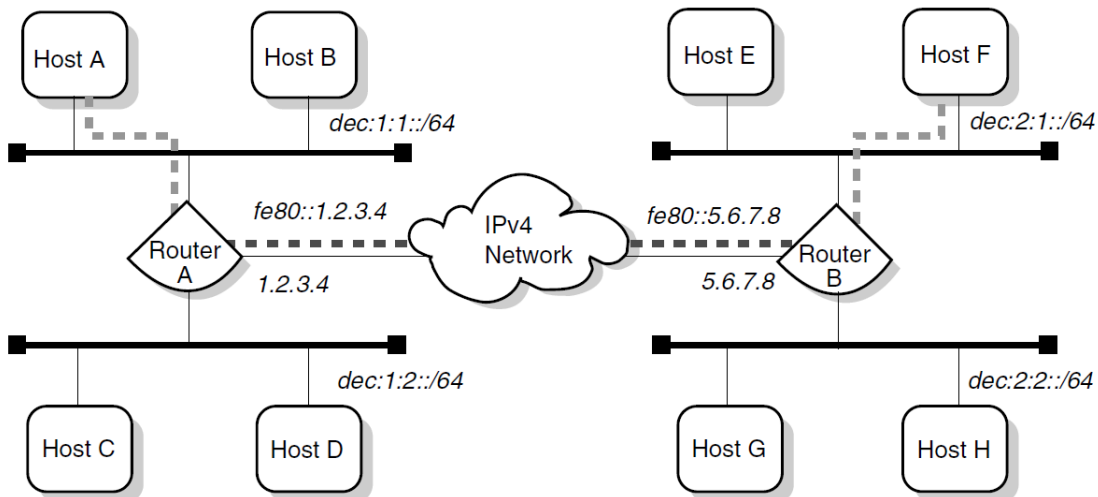 Host A
Host B
Host E
Host F
dec:1:1::/64
dec:2:1::/64
fe80::1.2.3.4
IPv4
Network
fe80::5.6.7.8
Router
A
1.2.3.4
5.6.7.8
Router
B
dec:1:2::/64
dec:2:2::/64
Host C
Host D
Host G
Host H